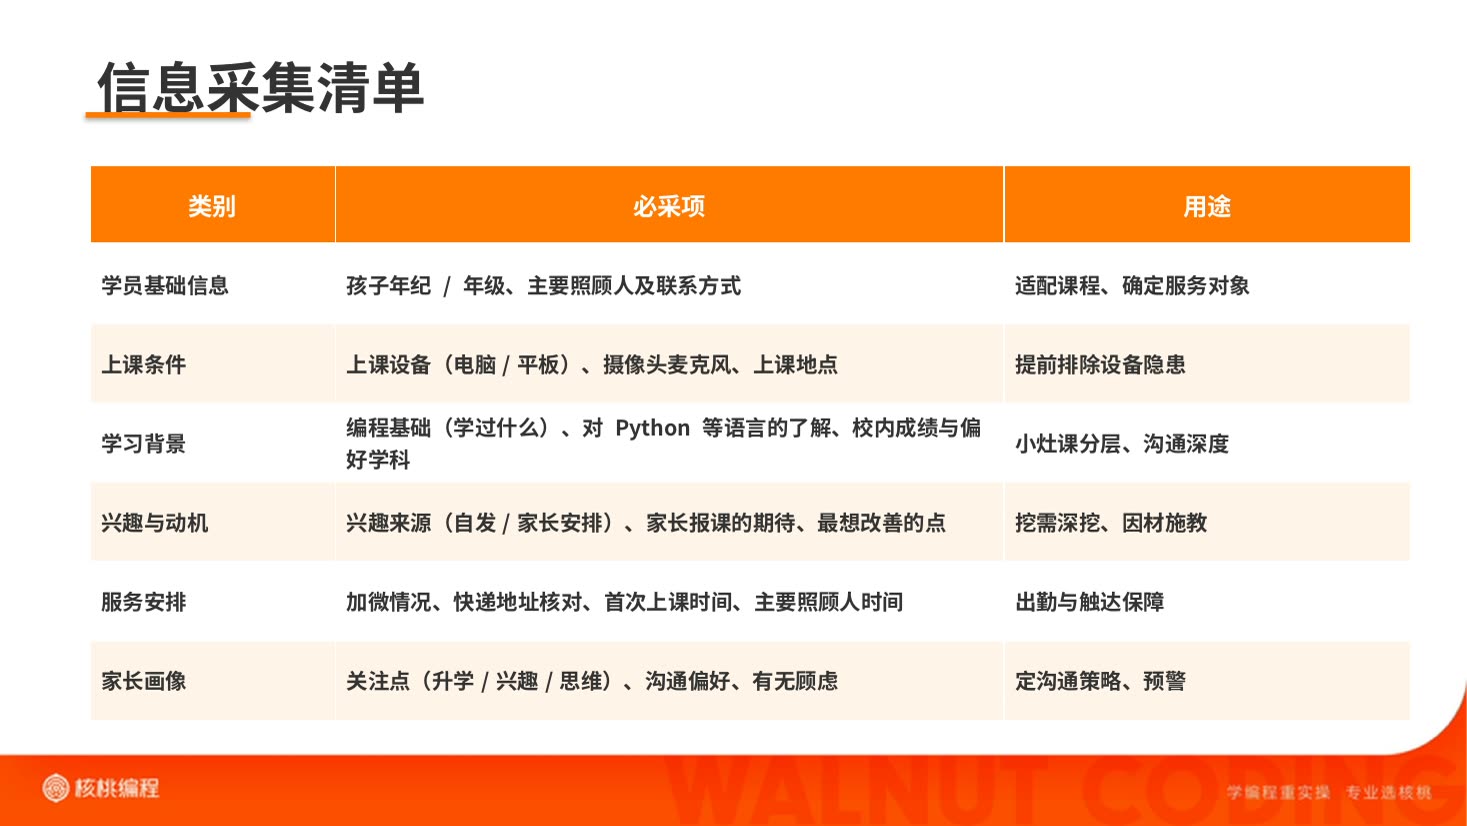 信息采集清单
类别 必采项 用途
学员基础信息 孩子年纪 / 年级、主要照顾人及联系方式 适配课程、确定服务对象
上课条件 上课设备（电脑 / 平板）、摄像头麦克风、上课地点 提前排除设备隐患
学习背景 编程基础（学过什么）、对 Python 等语言的了解、校内成绩与偏
好学科 小灶课分层、沟通深度
兴趣与动机 兴趣来源（自发 / 家长安排）、家长报课的期待、最想改善的点 挖需深挖、因材施教
服务安排 加微情况、快递地址核对、首次上课时间、主要照顾人时间 出勤与触达保障
家长画像 关注点（升学 / 兴趣 / 思维）、沟通偏好、有无顾虑 定沟通策略、预警
核桃编程
WALNUT CODING
学编程重实操 专业选核桃